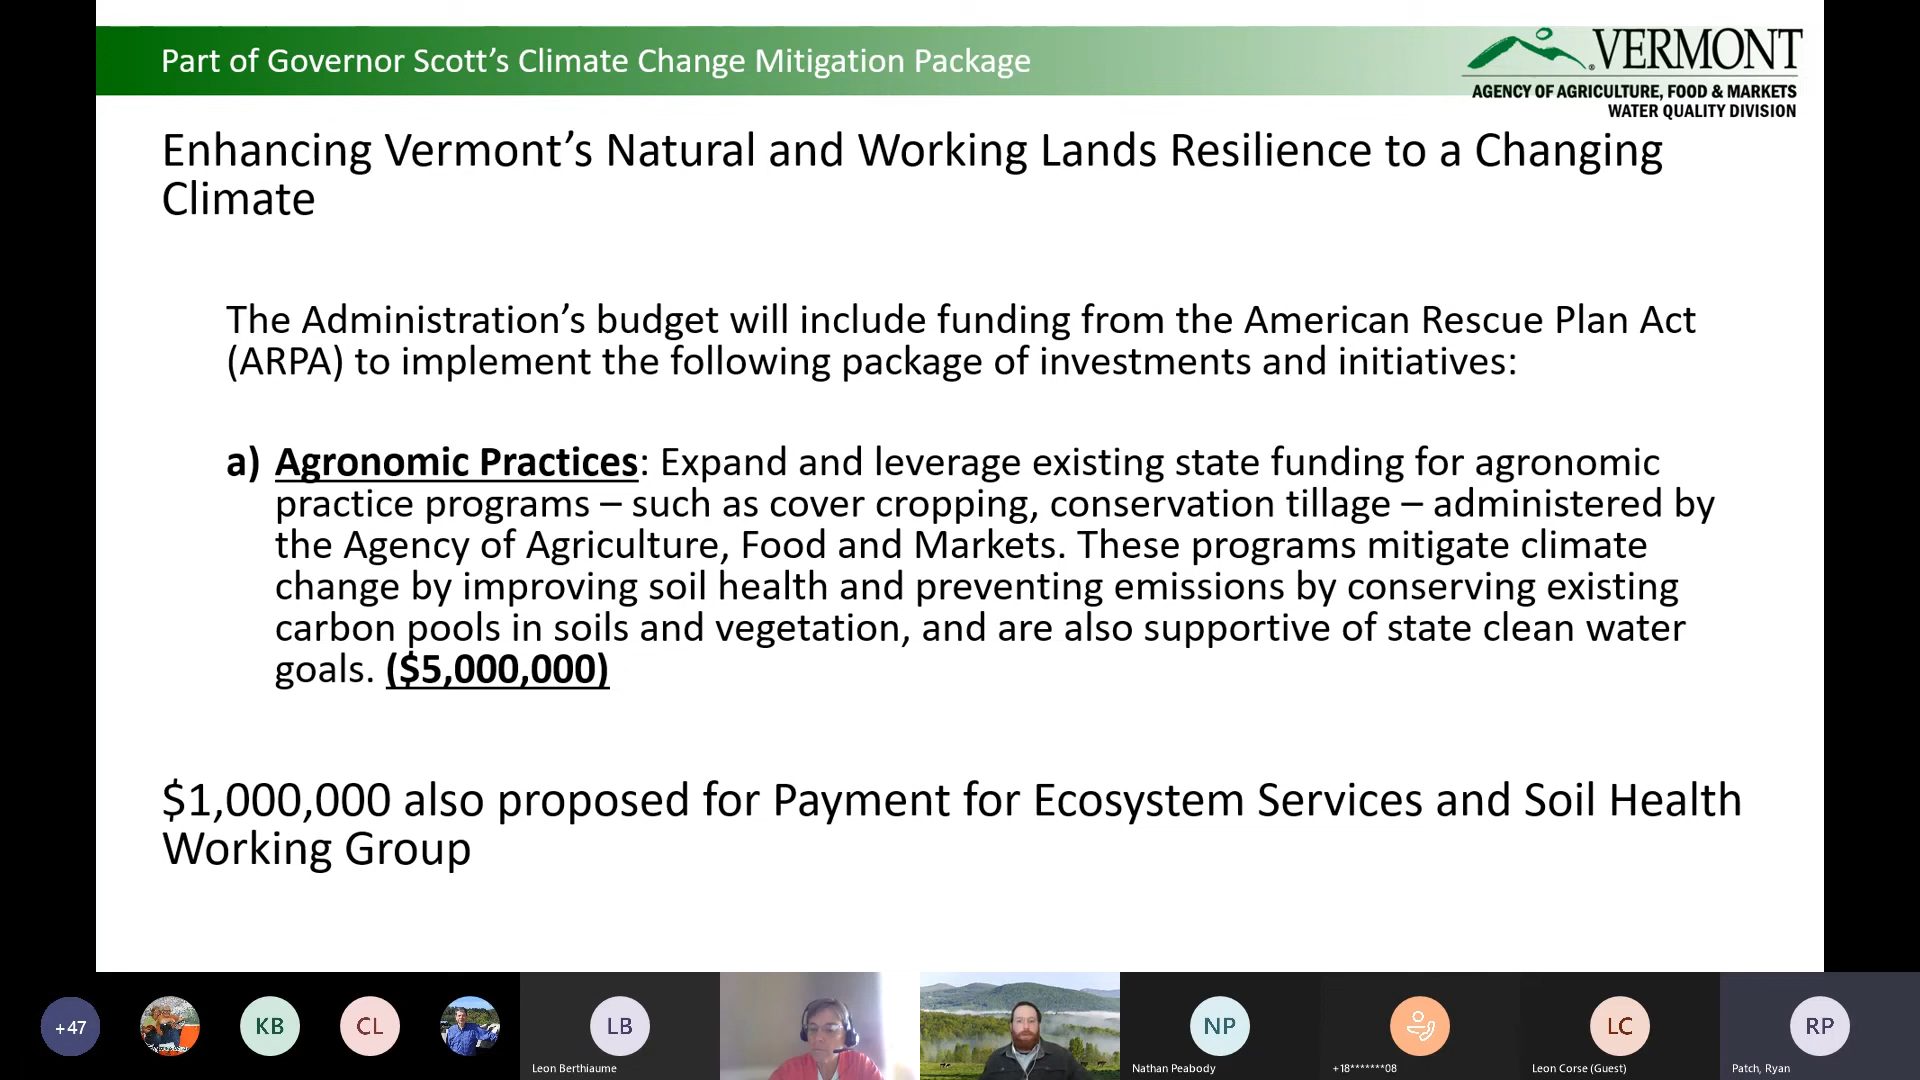 Part of Governor Scott’s Climate Change Mitigation Package
VERMONT
AGENCY OF AGRICULTURE, FOOD & MARKETS
WATER QUALITY DIVISION
Enhancing Vermont’s Natural and Working Lands Resilience to a Changing
Climate
The Administration’s budget will include funding from the American Rescue Plan Act
(ARPA) to implement the following package of investments and initiatives:
a) Agronomic Practices: Expand and leverage existing state funding for agronomic
practice programs – such as cover cropping, conservation tillage – administered by
the Agency of Agriculture, Food and Markets. These programs mitigate climate
change by improving soil health and preventing emissions by conserving existing
carbon pools in soils and vegetation, and are also supportive of state clean water
goals. ($5,000,000)
$1,000,000 also proposed for Payment for Ecosystem Services and Soil Health
Working Group
+47
KB
CL
LB
Leon Berthiaume
NP
Nathan Peabody
+18*******08
LC
Leon Corse (Guest)
RP
Patch, Ryan